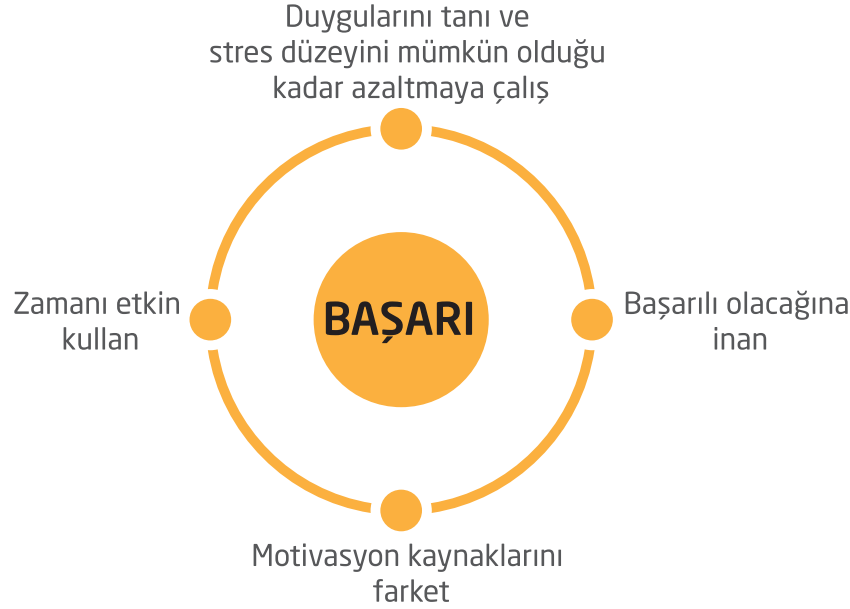 Duygularını tanı ve
stres düzeyini mümkün olduğu
kadar azaltmaya çalış
Zamanı etkin
kullan
BAŞARI
Başarılı olacağına
inan
Motivasyon kaynaklarını
farket